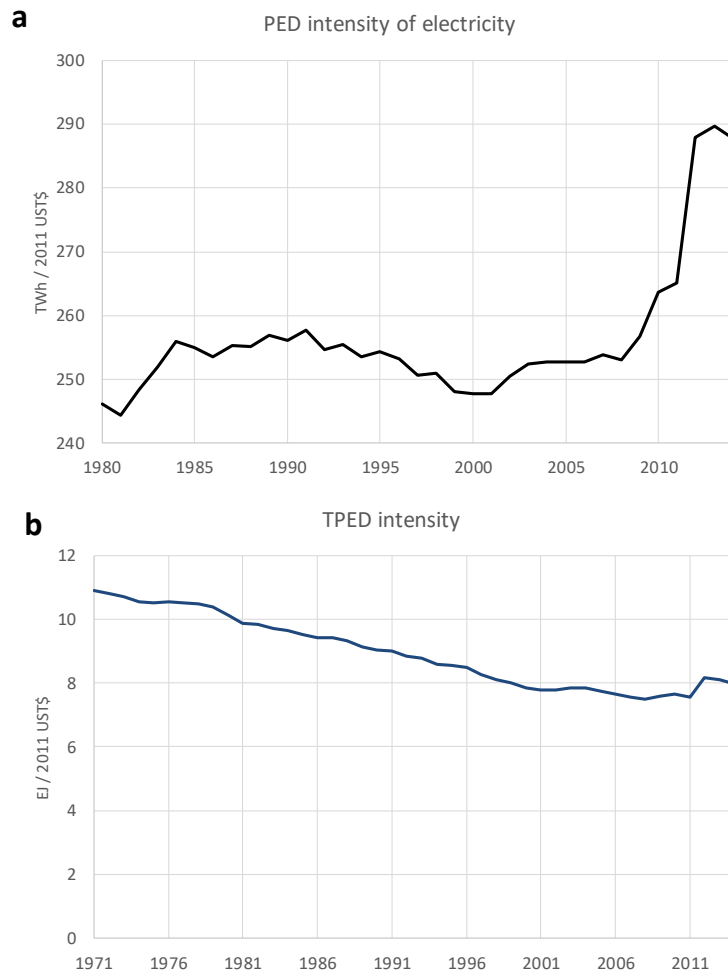 a
PED intensity of electricity
300
290
280
270
260
250
240
TWh / 2011 UST$
1980 1985 1990 1995 2000 2005 2010
b
TPED intensity
12
10
8
6
4
2
0
EJ / 2011 UST$
1971 1976 1981 1986 1991 1996 2001 2006 2011